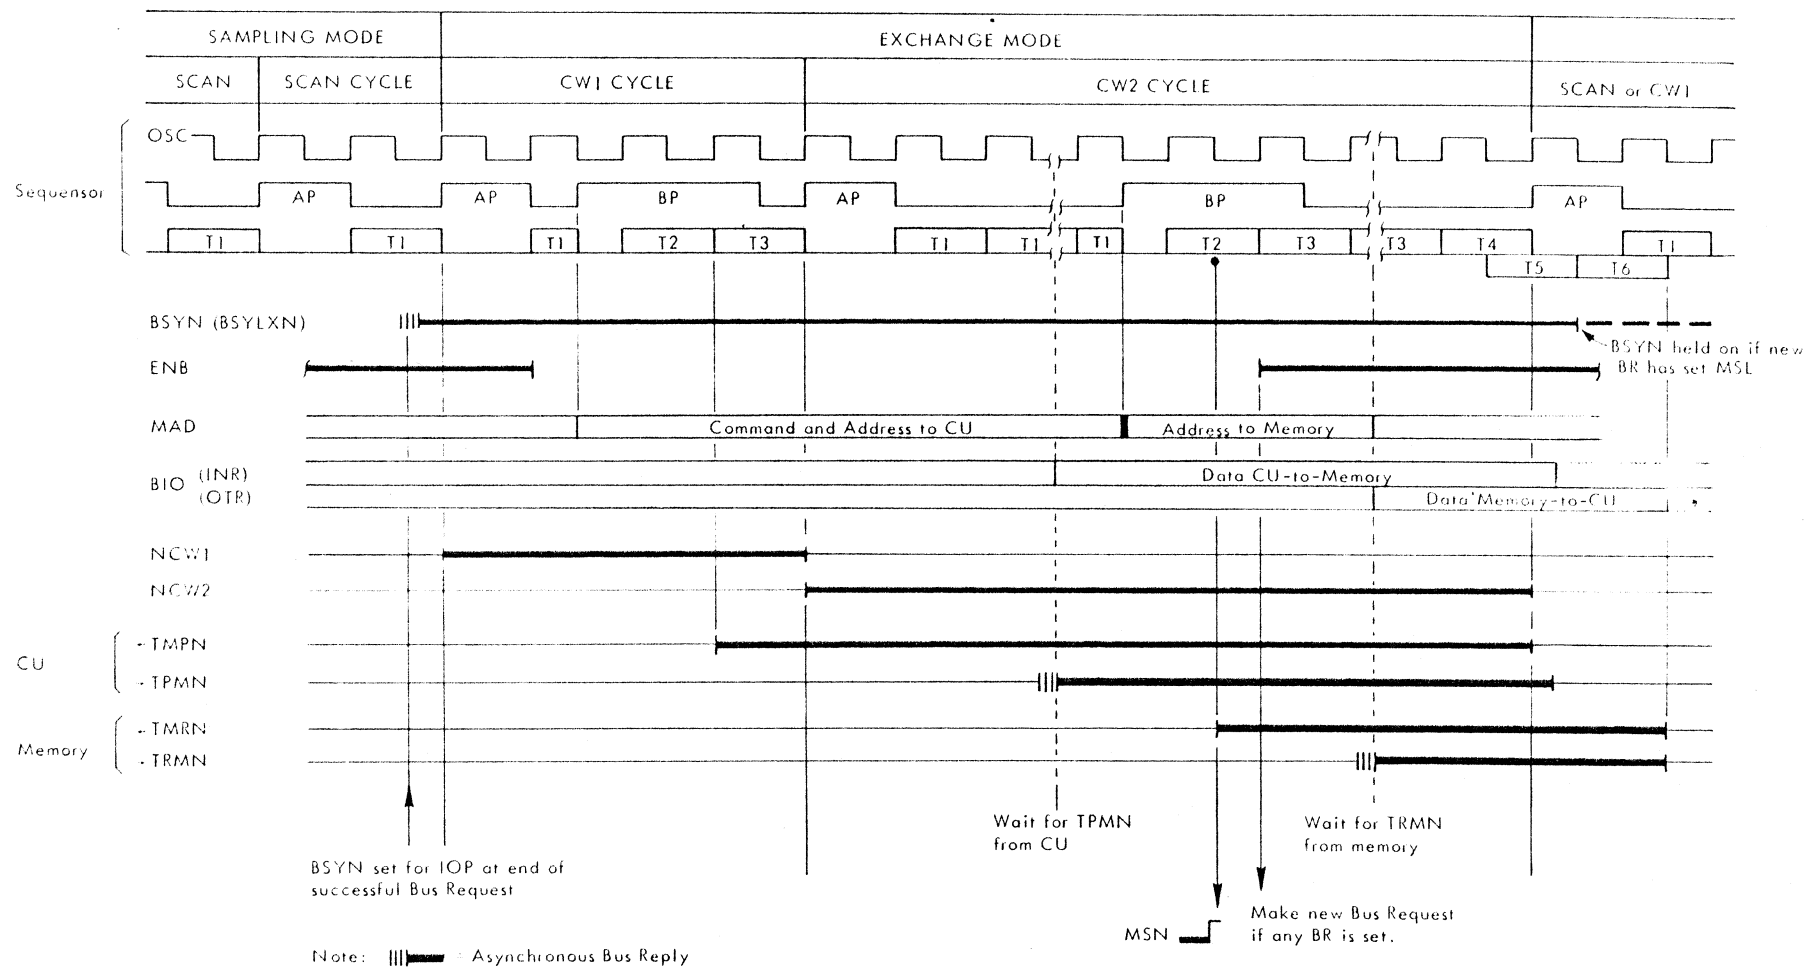 SAMPLING MODE EXCHANGE MODE
SCAN SCAN CYCLE CW1 CYCLE CW2 CYCLE SCAN or CW1
OSC
Sequensor
AP AP BP AP BP AP
T1 T1 T1 T2 T3 T1 T1 T1 T2 T3 T3 T4 T1
T5 T6
BSYN (BSYLXN)
BSYN held on if new
BR has set MSL
ENB
MAD Command and Address to CU Address to Memory
BIO (INR) Data CU-to-Memory
(OTR) Data Memory-to-CU
NCW1
NCW2
CU
TMPN
TPMN
Memory
TMRN
TRMN
Wait for TPMN
from CU
Wait for TRMN
from memory
BSYN set for IOP at end of
successful Bus Request
MSN
Make new Bus Request
if any BR is set.
Note: = Asynchronous Bus Reply